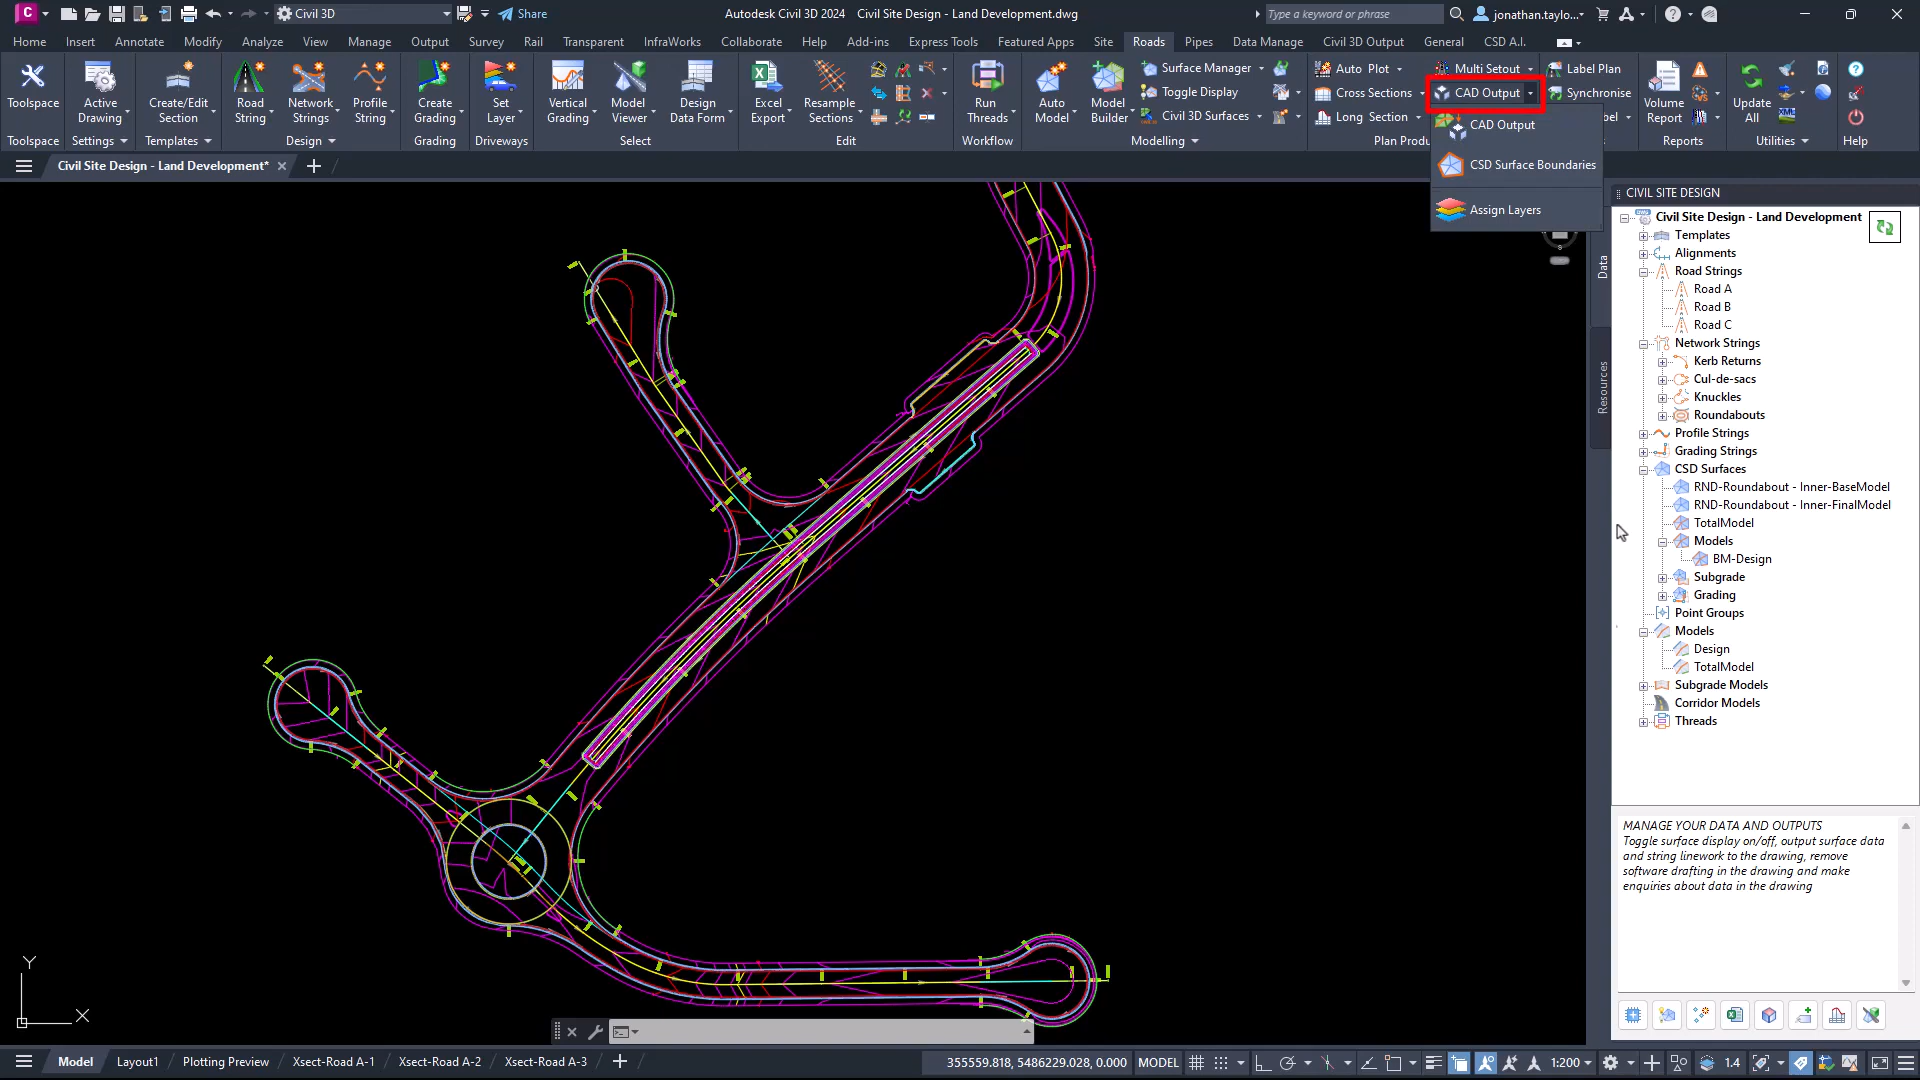 Civil 3D
Share
Autodesk Civil 3D 2024 Civil Site Design - Land Development.dwg
Type a keyword or phrase
jonathan.taylo...
Home Insert Annotate Modify Analyze View Manage Output Survey Rail Transparent InfraWorks Collaborate Help Add-ins Express Tools Featured Apps Site Roads Pipes Data Manage Civil 3D Output General CSD A.I.
Toolspace
Active Drawing
Create/Edit Section
Road String
Network Strings
Profile String
Create Grading
Set Layer
Vertical Grading
Model Viewer
Design Data Form
Excel Export
Resample Sections
Run Threads
Auto Model
Model Builder
Surface Manager
Toggle Display
Civil 3D Surfaces
Auto Plot
Cross Sections
Long Section
Multi Setout
CAD Output
Label Plan
Synchronise
Volume Report
Update All
Toolspace Settings Templates Design Grading Driveways Select Edit Workflow Modelling Plan Produ Reports Utilities Help
CAD Output
CSD Surface Boundaries
Assign Layers
Civil Site Design - Land Development*
CIVIL SITE DESIGN
Data
Resources
Civil Site Design - Land Development
Templates
Alignments
Road Strings
Road A
Road B
Road C
Network Strings
Kerb Returns
Cul-de-sacs
Knuckles
Roundabouts
Profile Strings
Grading Strings
CSD Surfaces
RND-Roundabout - Inner-BaseModel
RND-Roundabout - Inner-FinalModel
TotalModel
Models
BM-Design
Subgrade
Grading
Point Groups
Models
Design
TotalModel
Subgrade Models
Corridor Models
Threads
MANAGE YOUR DATA AND OUTPUTS
Toggle surface display on/off, output surface data
and string linework to the drawing, remove
software drafting in the drawing and make
enquiries about data in the drawing
Y
X
Model Layout1 Plotting Preview Xsect-Road A-1 Xsect-Road A-2 Xsect-Road A-3
355559.818, 5486229.028, 0.000 MODEL 1:200 1.4